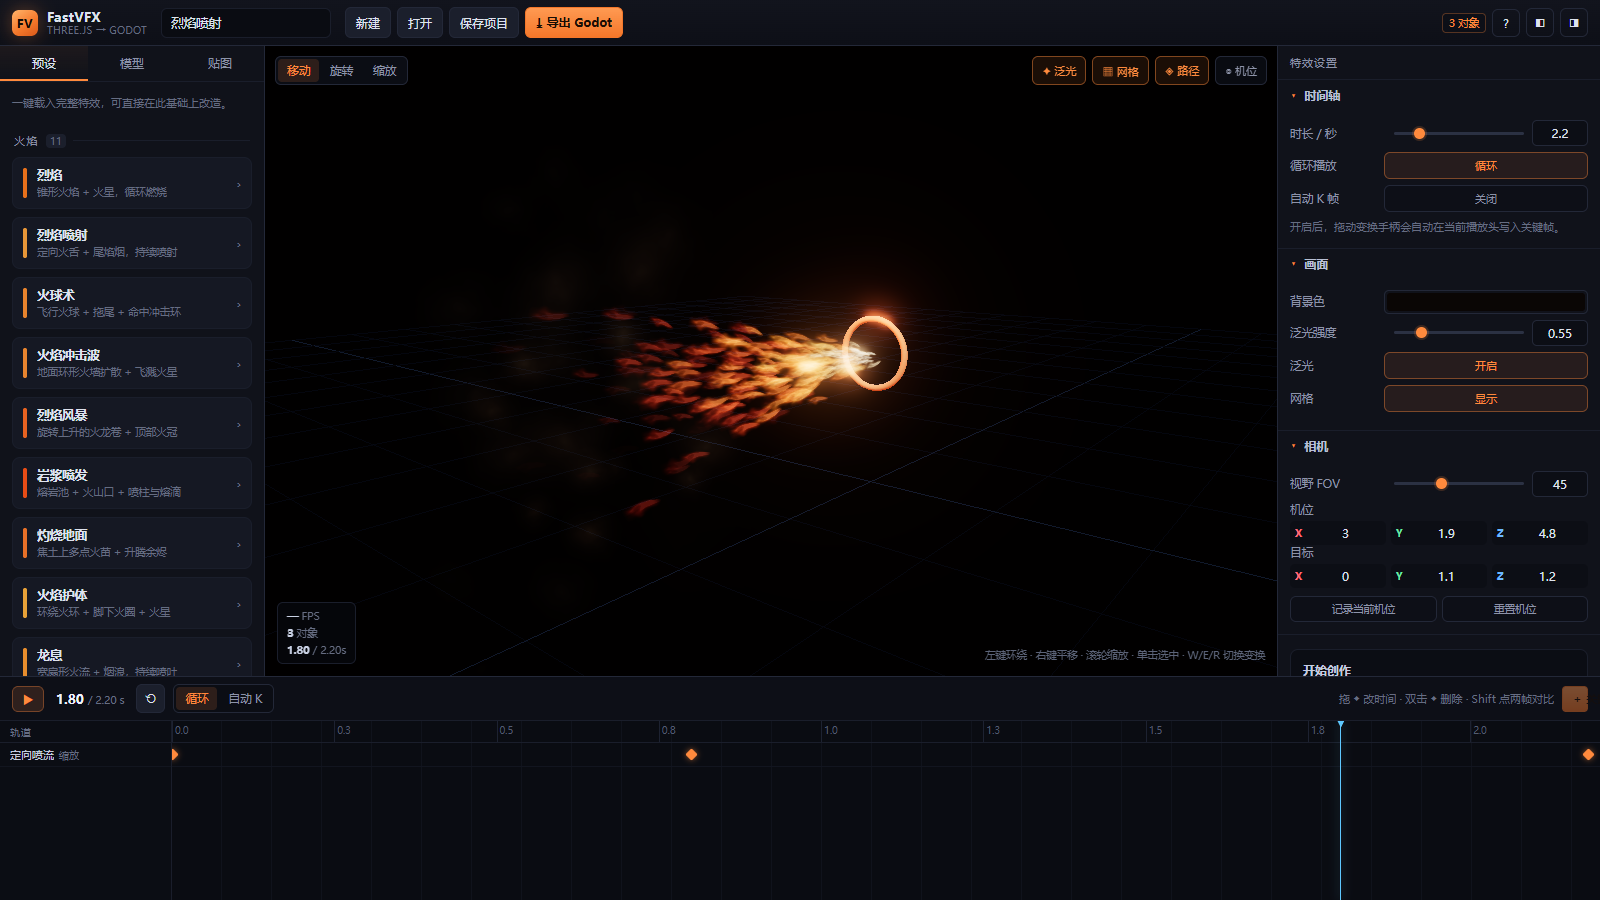 FV
FastVFX
THREE.JS → GODOT
烈焰喷射
新建
打开
保存项目
⤓ 导出 Godot
3 对象
?
预设
模型
贴图
一键载入完整特效，可直接在此基础上改造。
火焰 11
烈焰
锥形火焰 + 火星，循环燃烧
烈焰喷射
定向火舌 + 尾焰烟，持续喷射
火球术
飞行火球 + 拖尾 + 命中冲击环
火焰冲击波
地面环形火墙扩散 + 飞溅火星
烈焰风暴
旋转上升的火龙卷 + 顶部火冠
岩浆喷发
熔岩池 + 火山口 + 喷柱与熔滴
灼烧地面
焦土上多点火苗 + 升腾余烬
火焰护体
环绕火环 + 脚下火圈 + 火星
龙息
宽扇形火流 + 烟浪，持续喷吐
移动
旋转
缩放
泛光
网格
路径
机位
— FPS
3 对象
1.80 / 2.20s
左键环绕 · 右键平移 · 滚轮缩放 · 单击选中 · W/E/R 切换变换
特效设置
时间轴
时长 / 秒 2.2
循环播放 循环
自动 K 帧 关闭
开启后，拖动变换手柄会自动在当前播放头写入关键帧。
画面
背景色
泛光强度 0.55
泛光 开启
网格 显示
相机
视野 FOV 45
机位
X 3 Y 1.9 Z 4.8
目标
X 0 Y 1.1 Z 1.2
记录当前机位
重置机位
开始创作
1.80 / 2.20 s
循环
自动 K
拖 ✦ 改时间 · 双击 ✦ 删除 · Shift 点两帧对比
+
轨道
0.0 0.3 0.5 0.8 1.0 1.3 1.5 1.8 2.0
定向喷流 缩放